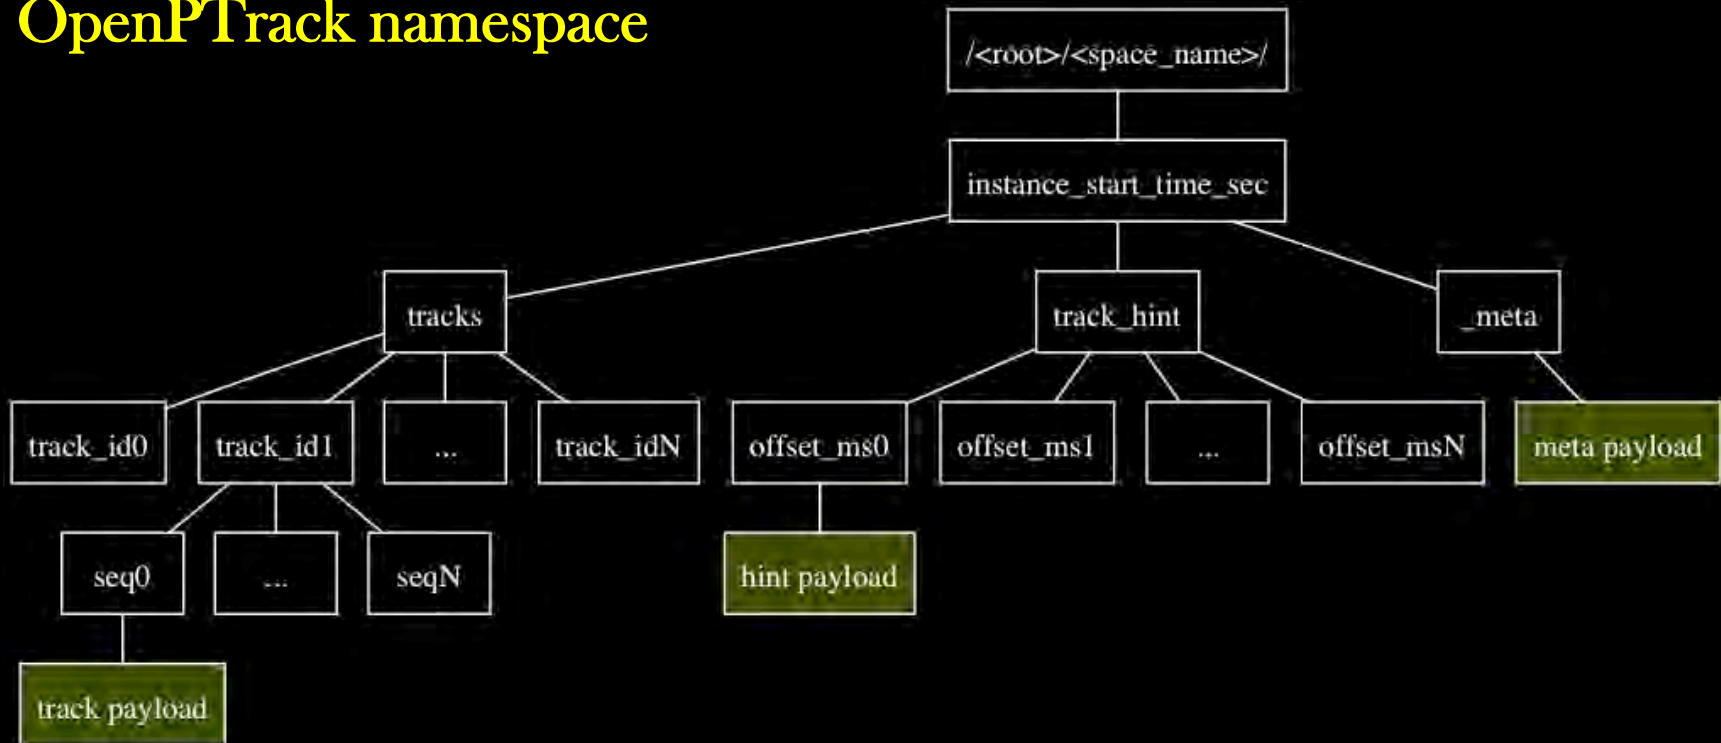 OpenPTrack namespace
/<root>/<space_name>/
instance_start_time_sec
tracks
track_hint
_meta
track_id0
track_id1
...
track_idN
offset_ms0
offset_ms1
...
offset_msN
meta payload
seq0
...
seqN
hint payload
track payload